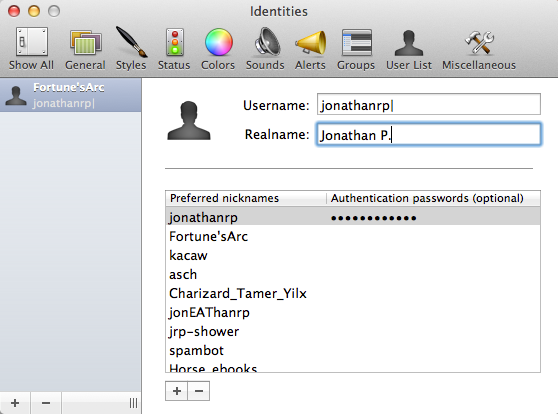 Identities
Show All General Styles Status Colors Sounds Alerts Groups User List Miscellaneous
Fortune'sArc
jonathanrp|
Username: jonathanrp|
Realname: Jonathan P.
Preferred nicknames Authentication passwords (optional)
jonathanrp ••••••••••••
Fortune'sArc
kacaw
asch
Charizard_Tamer_Yilx
jonEAThanrp
jrp-shower
spambot
Horse_ebooks